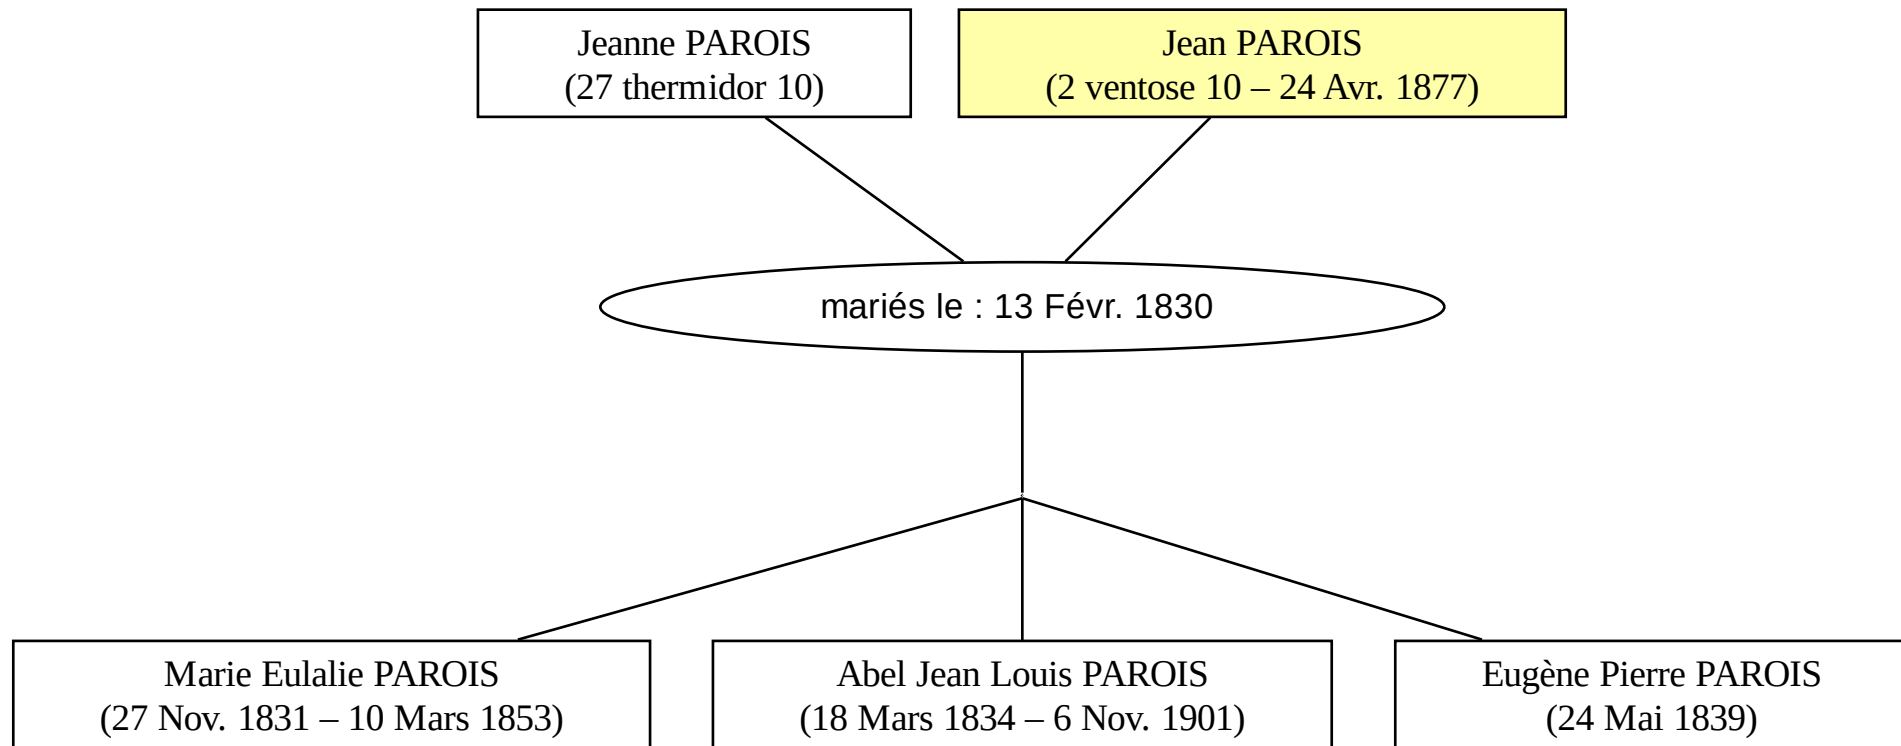 Jeanne PAROIS
(27 thermidor 10)
Jean PAROIS
(2 ventose 10 – 24 Avr. 1877)
mariés le : 13 Févr. 1830
Marie Eulalie PAROIS
(27 Nov. 1831 – 10 Mars 1853)
Abel Jean Louis PAROIS
(18 Mars 1834 – 6 Nov. 1901)
Eugène Pierre PAROIS
(24 Mai 1839)